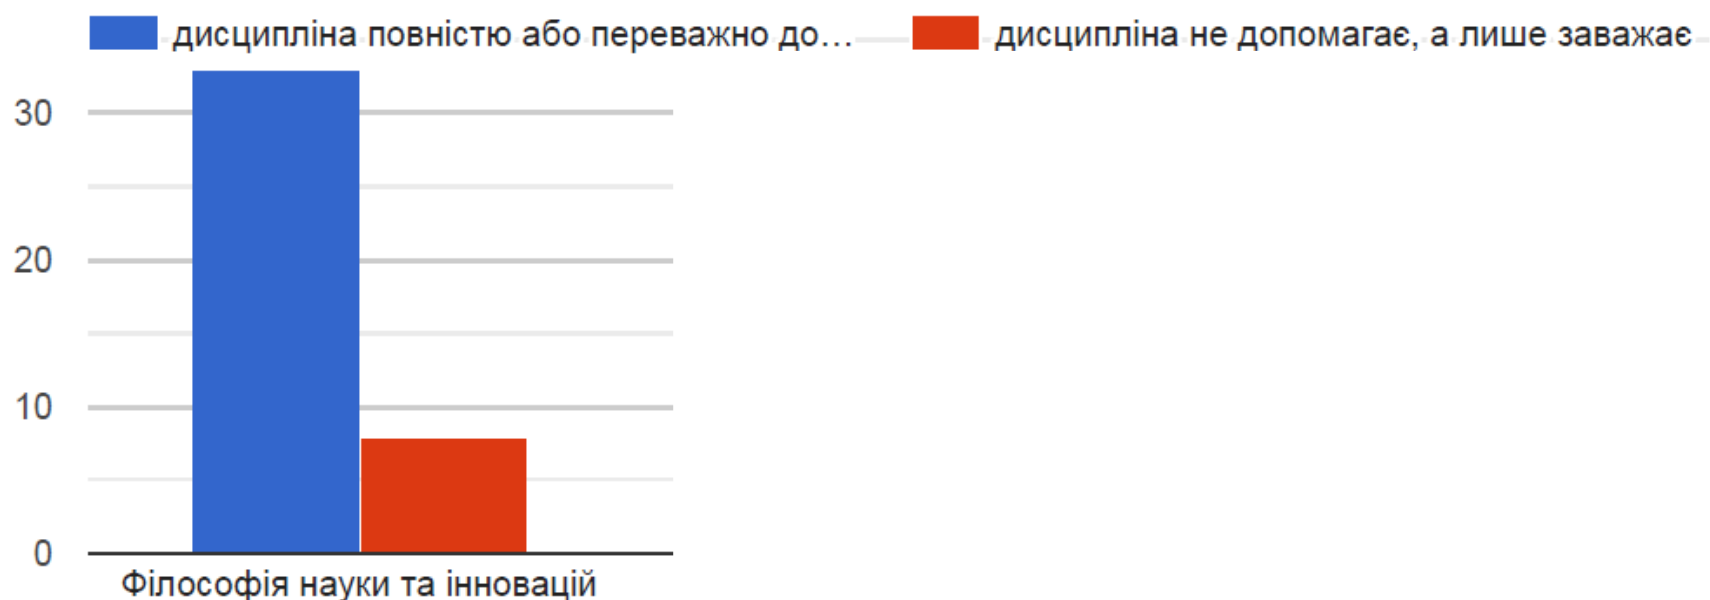 дисципліна повністю або переважно до…
дисципліна не допомагає, а лише заважає
30
20
10
0
Філософія науки та інновацій